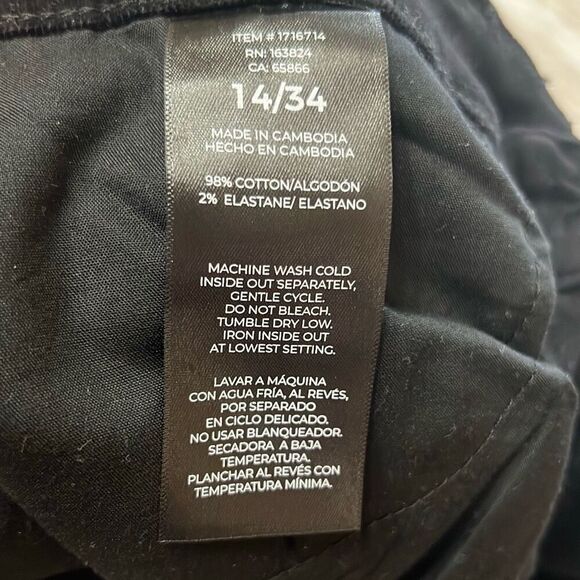 ITEM # 1716714
RN: 163824
CA: 65866
14/34
MADE IN CAMBODIA
HECHO EN CAMBODIA
98% COTTON/ALGODÓN
2% ELASTANE/ ELASTANO
MACHINE WASH COLD
INSIDE OUT SEPARATELY,
GENTLE CYCLE.
DO NOT BLEACH.
TUMBLE DRY LOW.
IRON INSIDE OUT
AT LOWEST SETTING.
LAVAR A MÁQUINA
CON AGUA FRÍA, AL REVÉS,
POR SEPARADO
EN CICLO DELICADO.
NO USAR BLANQUEADOR.
SECADORA A BAJA
TEMPERATURA.
PLANCHAR AL REVÉS CON
TEMPERATURA MÍNIMA.